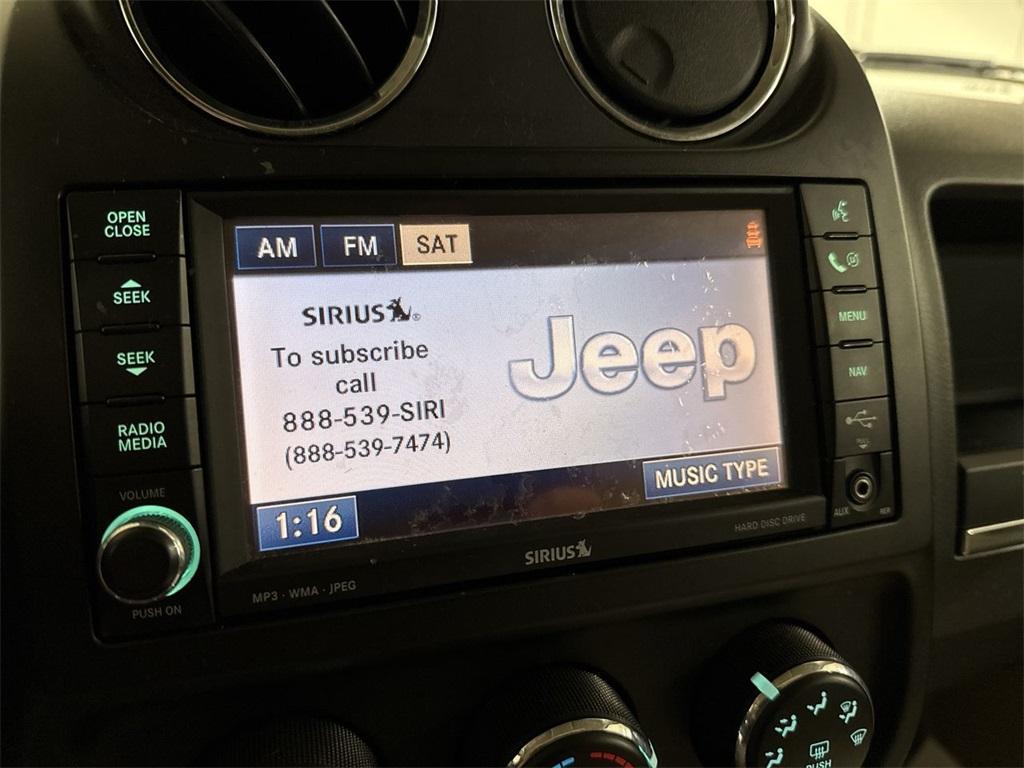 OPEN
CLOSE
SEEK
SEEK
RADIO
MEDIA
VOLUME
PUSH ON
AM FM SAT
SIRIUS®
To subscribe
call
888-539-SIRI
(888-539-7474)
Jeep
MUSIC TYPE
1:16
SIRIUS
HARD DISC DRIVE
MP3 · WMA · JPEG
MENU
NAV
PULL
AUX
PUSH